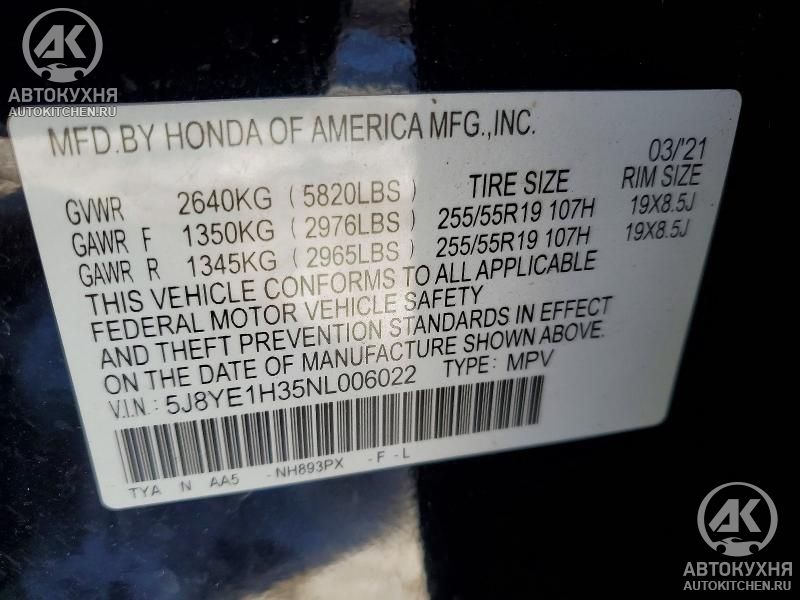 АК
АВТОКУХНЯ
AUTOKITCHEN.RU
MFD.BY HONDA OF AMERICA MFG.,INC.
03/'21
GVWR 2640KG (5820LBS) TIRE SIZE RIM SIZE
GAWR F 1350KG (2976LBS) 255/55R19 107H 19X8.5J
GAWR R 1345KG (2965LBS) 255/55R19 107H 19X8.5J
THIS VEHICLE CONFORMS TO ALL APPLICABLE
FEDERAL MOTOR VEHICLE SAFETY
AND THEFT PREVENTION STANDARDS IN EFFECT
ON THE DATE OF MANUFACTURE SHOWN ABOVE.
V.I.N.: 5J8YE1H35NL006022 TYPE: MPV
TYA N AA5 -NH893PX -F -L
АК
АВТОКУХНЯ
AUTOKITCHEN.RU